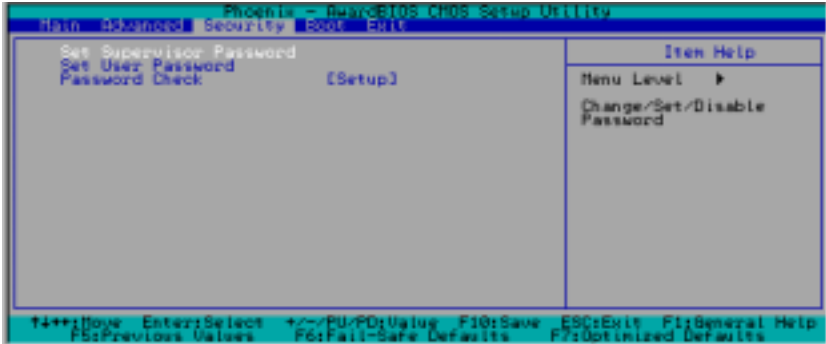 Phoenix - AwardBIOS CMOS Setup Utility
Main Advanced Security Boot Exit
Set Supervisor Password
Set User Password
Password Check [Setup]
Item Help
Menu Level ▶
Change/Set/Disable
Password
↑↓↔:Move Enter:Select +/-/PU/PD:Value F10:Save ESC:Exit F1:General Help
F5:Previous Values F6:Fail-Safe Defaults F7:Optimized Defaults